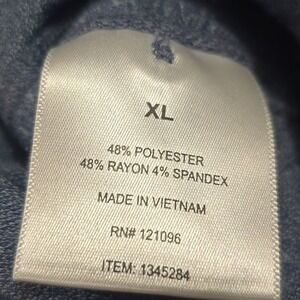 XL
48% POLYESTER
48% RAYON 4% SPANDEX
MADE IN VIETNAM
RN# 121096
ITEM: 1345284